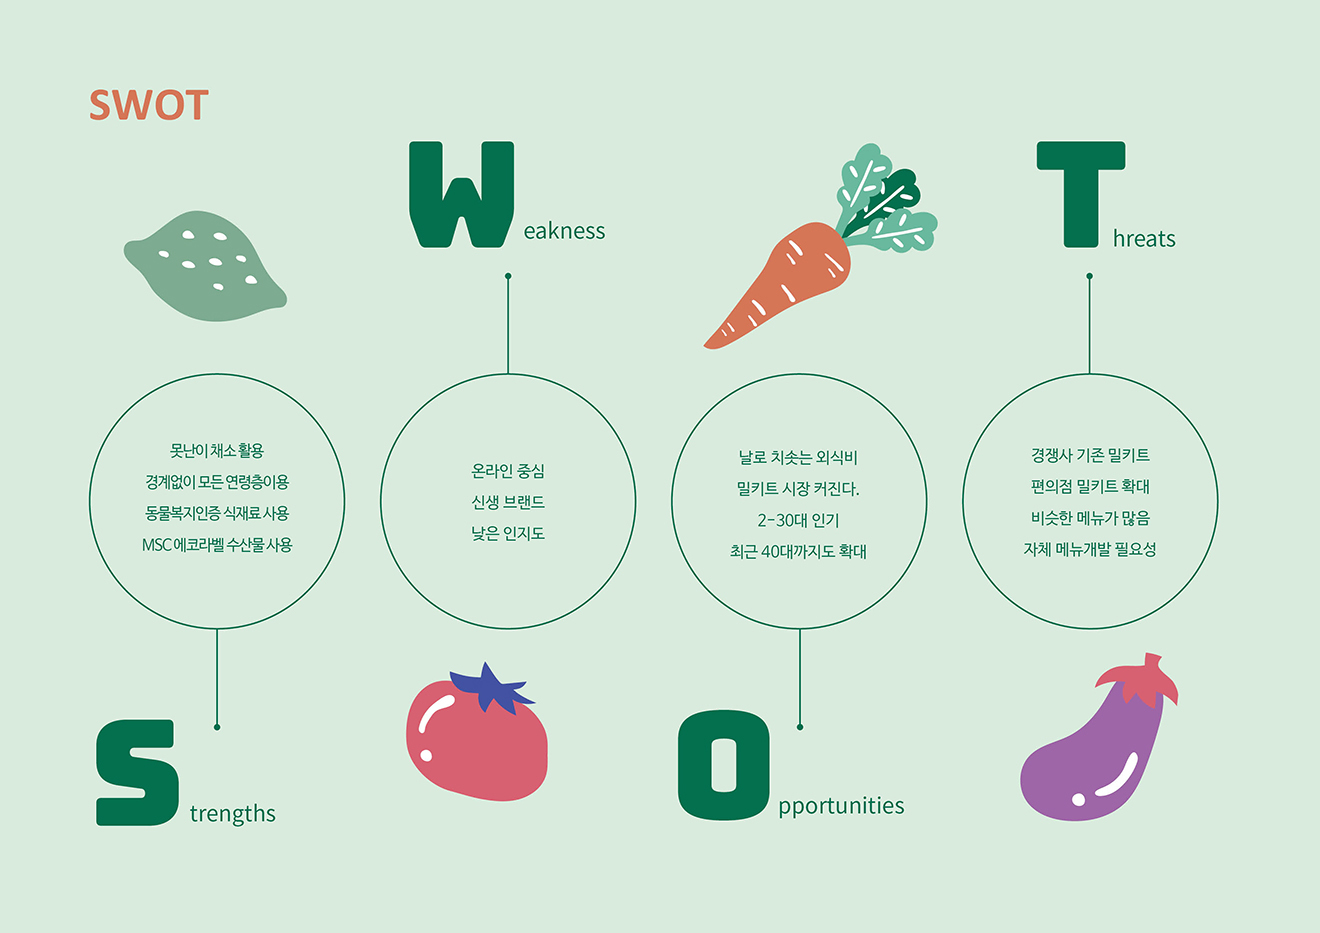 SWOT
Strengths
못난이 채소 활용
경계없이 모든 연령층이용
동물복지인증 식재료 사용
MSC 에코라벨 수산물 사용
Weakness
온라인 중심
신생 브랜드
낮은 인지도
Opportunities
날로 치솟는 외식비
밀키트 시장 커진다.
2-30대 인기
최근 40대까지도 확대
Threats
경쟁사 기존 밀키트
편의점 밀키트 확대
비슷한 메뉴가 많음
자체 메뉴개발 필요성